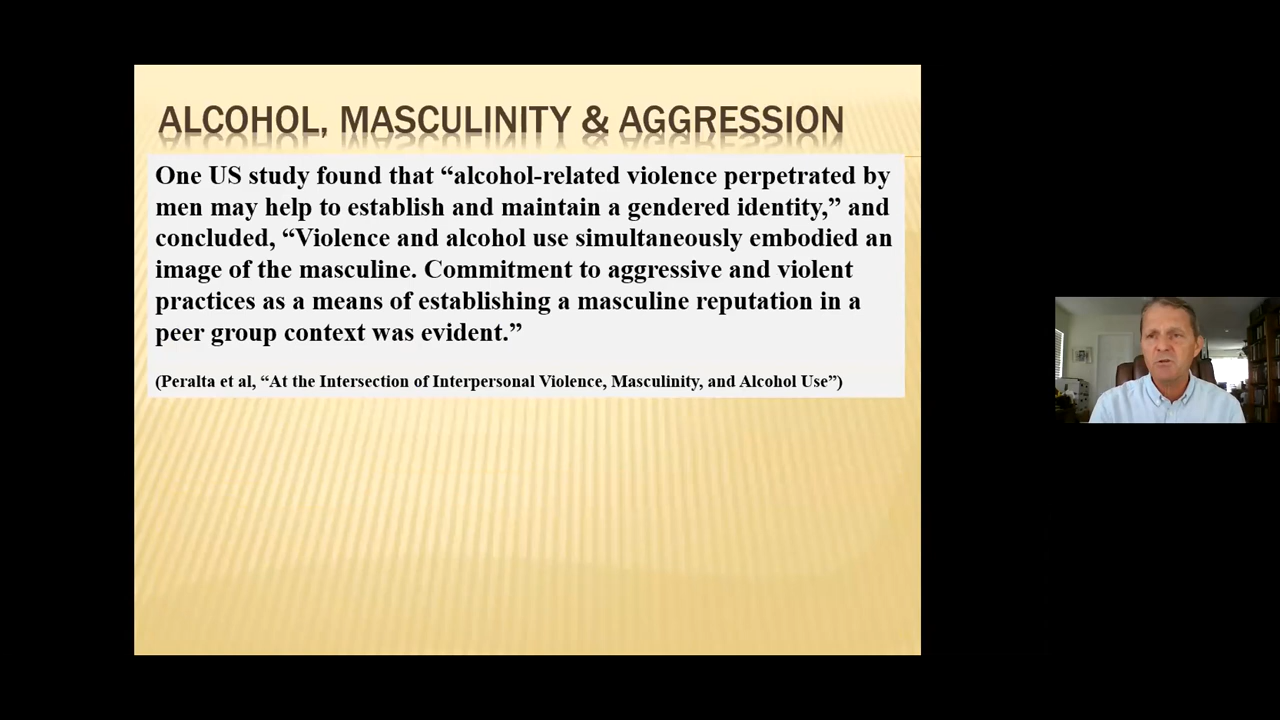 ALCOHOL, MASCULINITY & AGGRESSION
One US study found that “alcohol-related violence perpetrated by
men may help to establish and maintain a gendered identity,” and
concluded, “Violence and alcohol use simultaneously embodied an
image of the masculine. Commitment to aggressive and violent
practices as a means of establishing a masculine reputation in a
peer group context was evident.”
(Peralta et al, “At the Intersection of Interpersonal Violence, Masculinity, and Alcohol Use”)